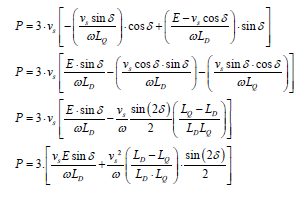 P = 3·v_s[−(v_s sin δ / ωL_Q)·cos δ + (E − v_s cos δ / ωL_D)·sin δ]
P = 3·v_s[E·sin δ / ωL_D − (v_s cos δ·sin δ / ωL_D) − (v_s sin δ·cos δ / ωL_Q)]
P = 3·v_s[E·sin δ / ωL_D − v_s / ω sin(2δ) / 2 (L_Q − L_D / L_D L_Q)]
P = 3.[v_s E sin δ / ωL_D + v_s² / ω (L_D − L_Q / L_D·L_Q)·sin(2δ) / 2]